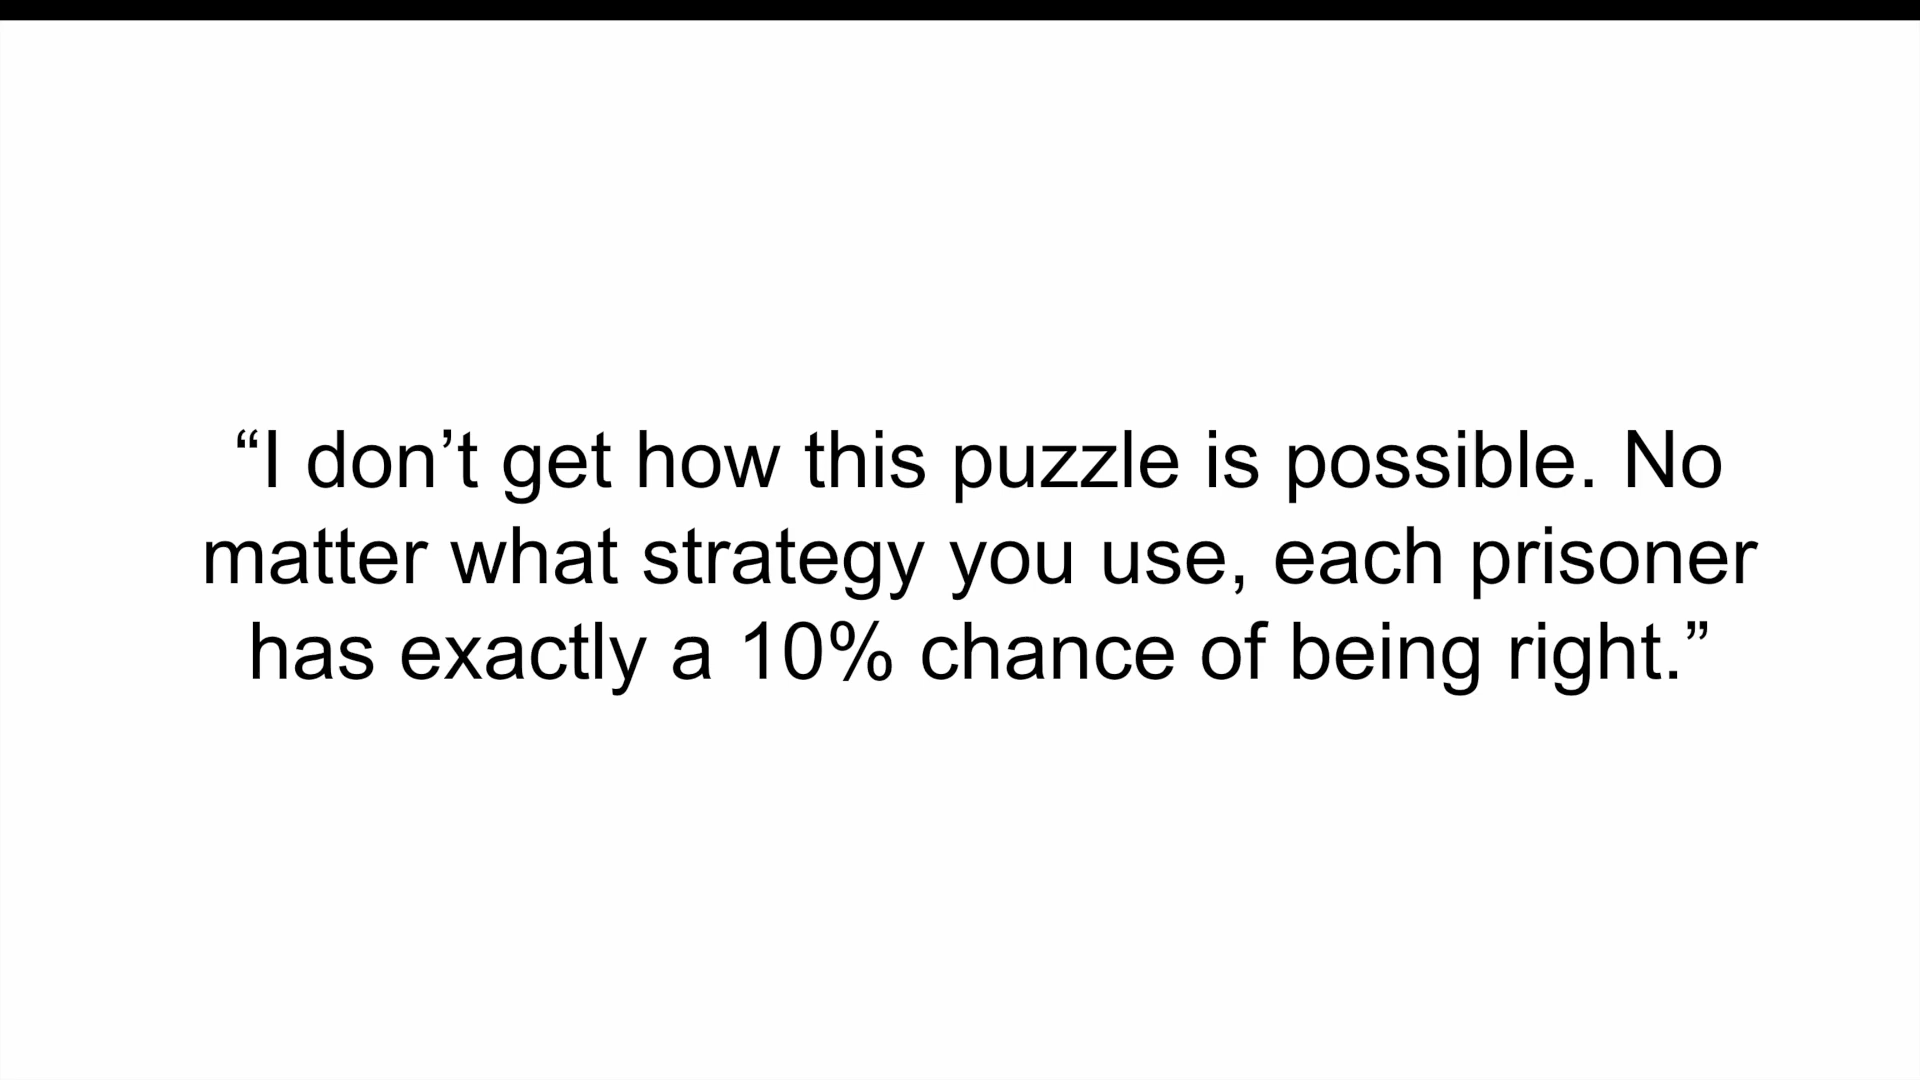 “I don’t get how this puzzle is possible. No
matter what strategy you use, each prisoner
has exactly a 10% chance of being right.”